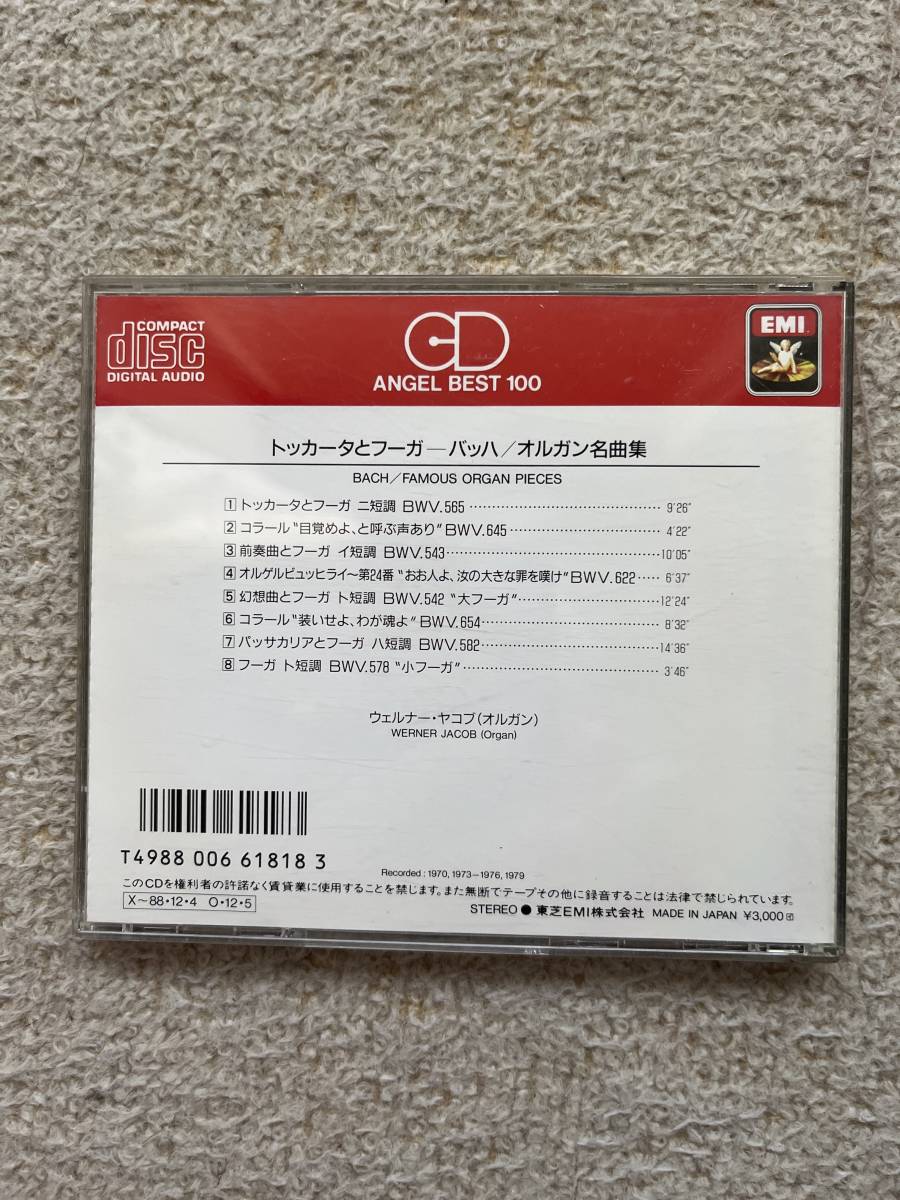 COMPACT
disc
DIGITAL AUDIO
CD
ANGEL BEST 100
EMI
トッカータとフーガ―バッハ／オルガン名曲集
BACH／FAMOUS ORGAN PIECES
1 トッカータとフーガ ニ短調 BWV.565 ………… 9'26"
2 コラール“目覚めよ、と呼ぶ声あり”BWV.645 ………… 4'22"
3 前奏曲とフーガ イ短調 BWV.543 ………… 10'05"
4 オルゲルビュッヒライ〜第24番 “おお人よ、汝の大きな罪を嘆け”BWV.622 …… 6'37"
5 幻想曲とフーガ ト短調 BWV.542 “大フーガ” ………… 12'24"
6 コラール“装いせよ、わが魂よ”BWV.654 ………… 8'32"
7 パッサカリアとフーガ ハ短調 BWV.582 ………… 14'36"
8 フーガ ト短調 BWV.578 “小フーガ” ………… 3'46"
ウェルナー・ヤコブ(オルガン)
WERNER JACOB (Organ)
T4988 006 61818 3
Recorded : 1970, 1973－1976, 1979
このCDを権利者の許諾なく賃貸業に使用することを禁じます。また無断でテープその他に録音することは法律で禁じられています。
X〜88・12・4 O・12・5
STEREO ● 東芝EMI株式会社 MADE IN JAPAN ¥3,000